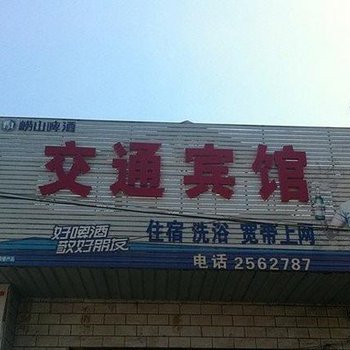 崂山啤酒
交通宾馆
好啤酒
敬好朋友
住宿 洗浴 宽带上网
电话 2562787